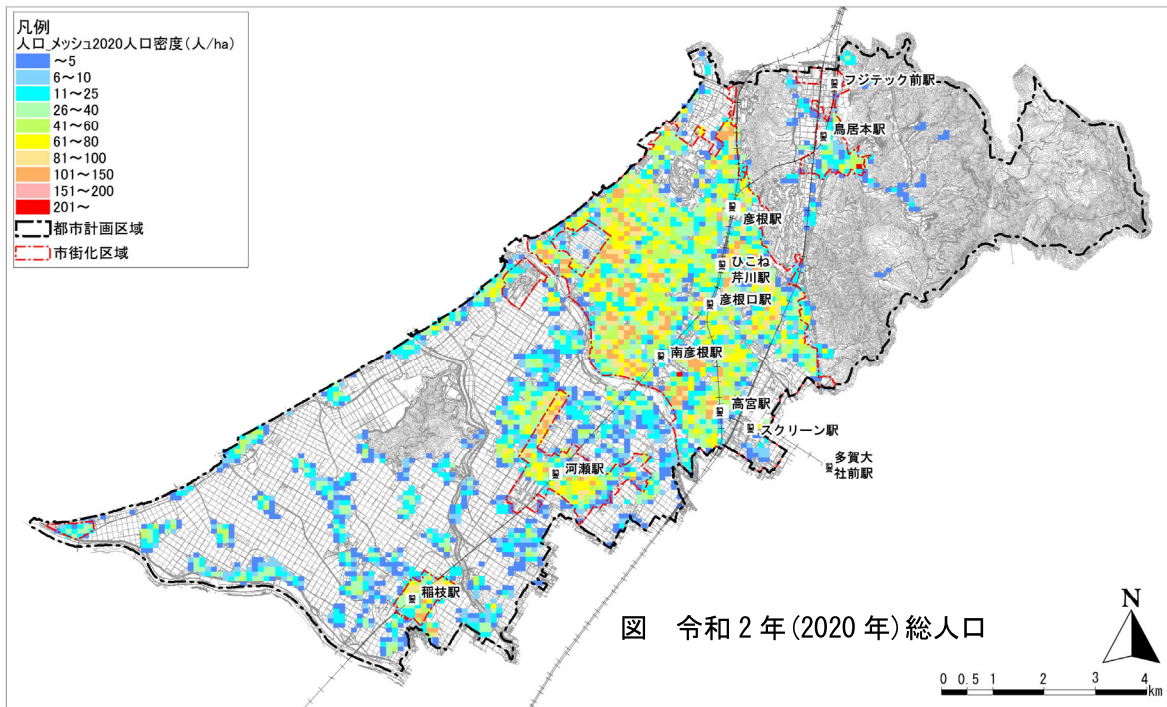 凡例
人口_メッシュ2020人口密度(人/ha)
～5
6～10
11～25
26～40
41～60
61～80
81～100
101～150
151～200
201～
都市計画区域
市街化区域
フジテック前駅
鳥居本駅
彦根駅
ひこね
芹川駅
彦根口駅
南彦根駅
高宮駅
スクリーン駅
多賀大
社前駅
河瀬駅
稲枝駅
図 令和2年(2020年)総人口
N
0 0.5 1 2 3 4
km